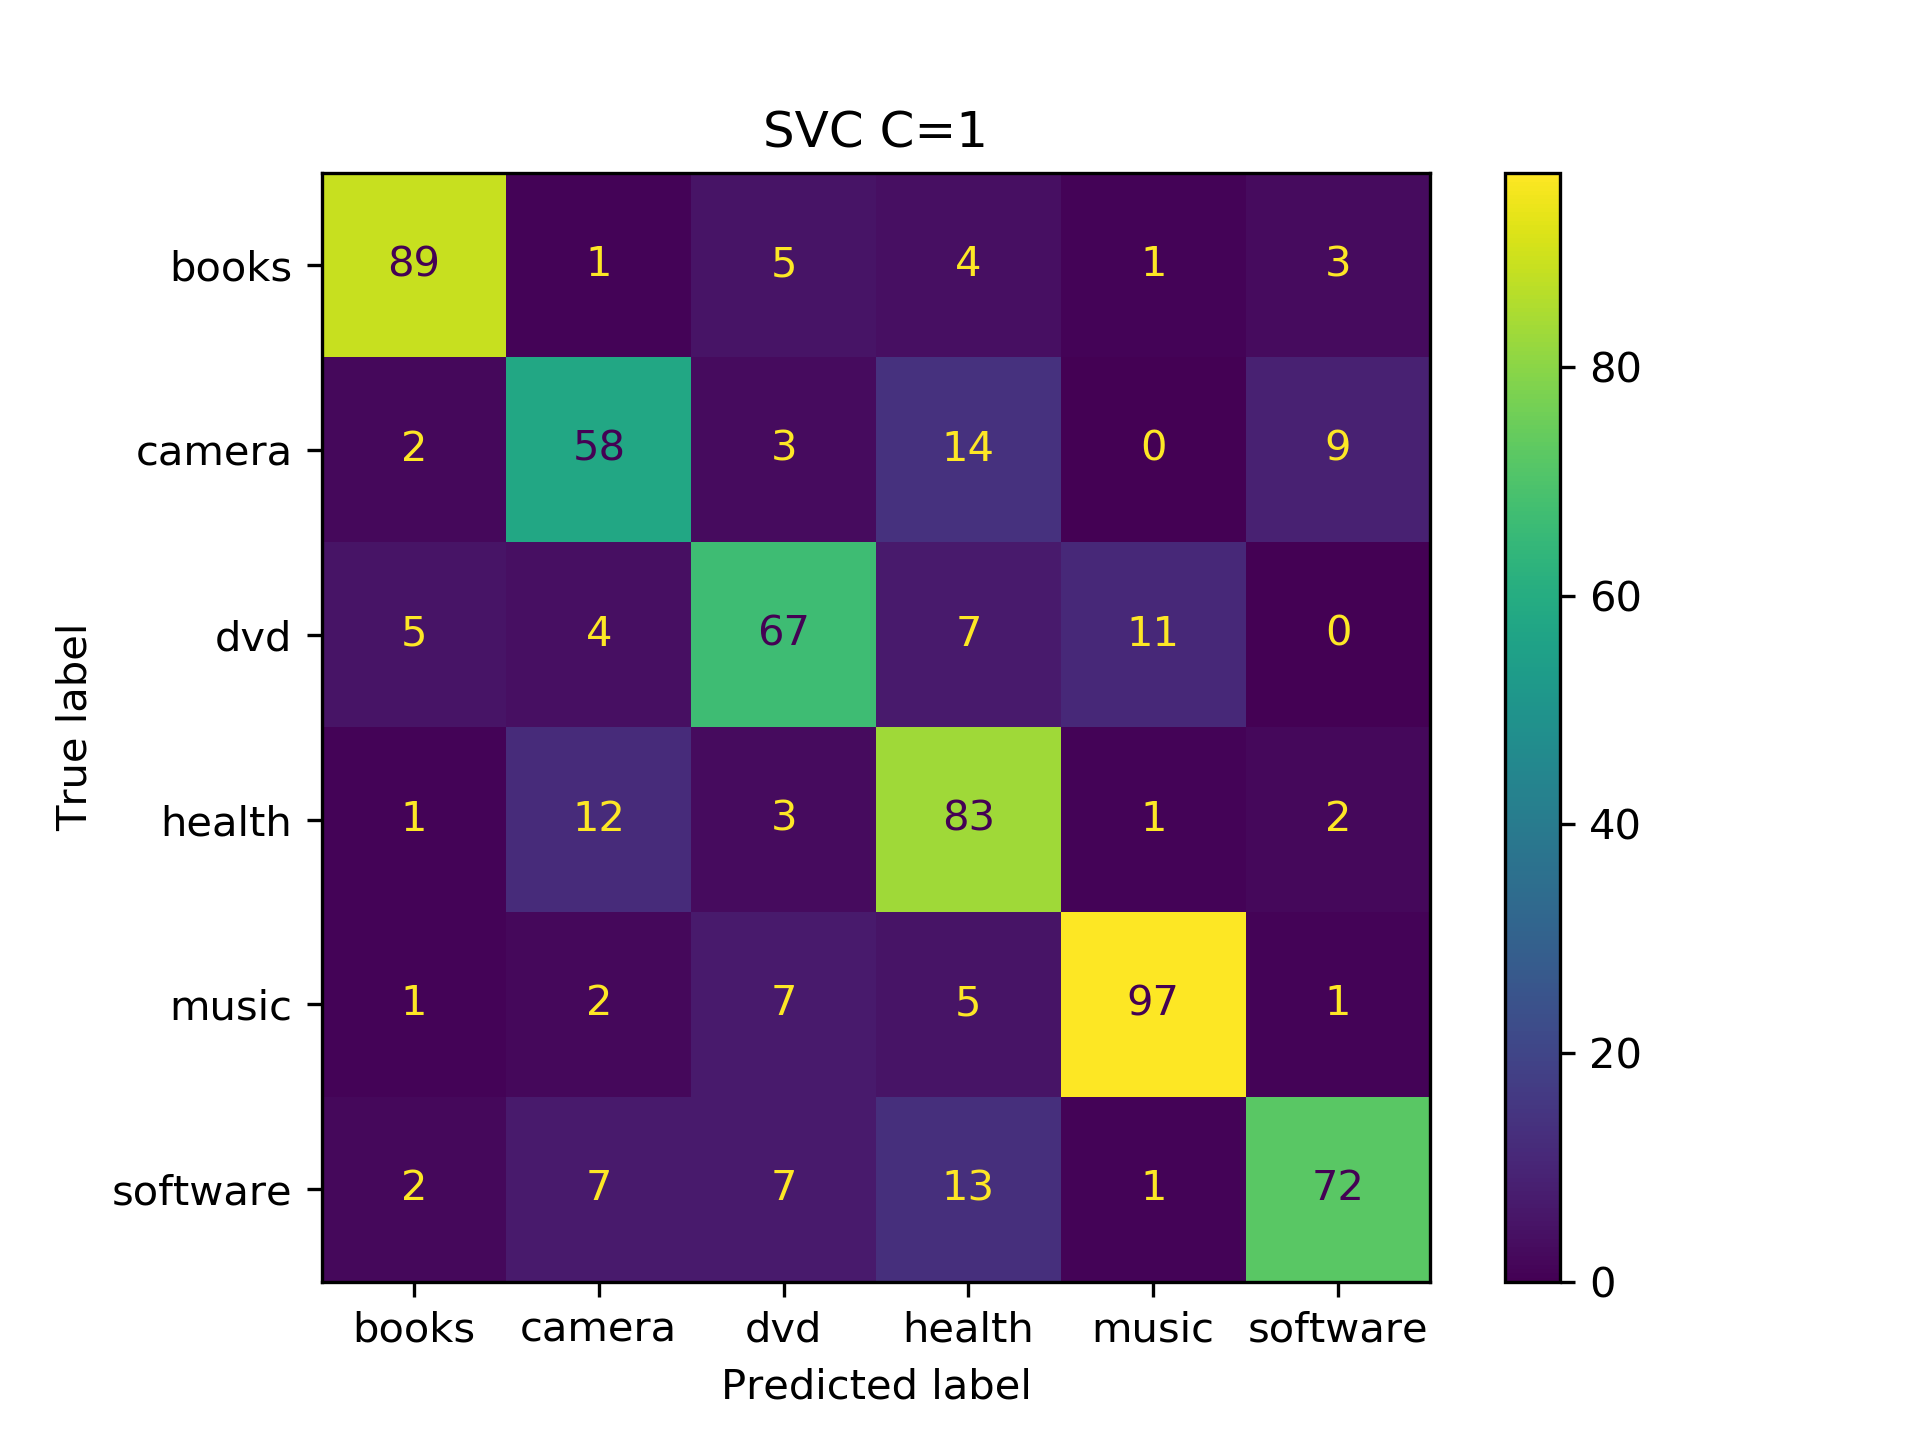 SVC C=1
books 89 1 5 4 1 3
camera 2 58 3 14 0 9
dvd 5 4 67 7 11 0
health 1 12 3 83 1 2
music 1 2 7 5 97 1
software 2 7 7 13 1 72
books camera dvd health music software
Predicted label
True label
80
60
40
20
0